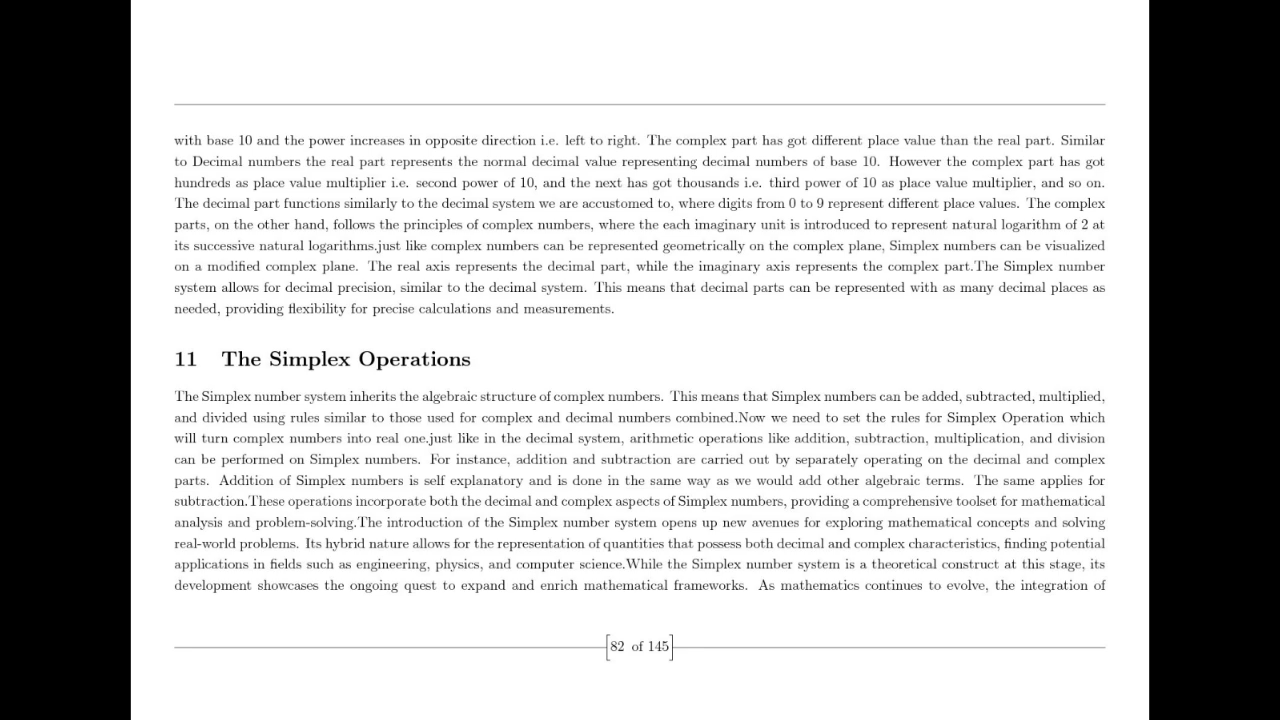 with base 10 and the power increases in opposite direction i.e. left to right. The complex part has got different place value than the real part. Similar
to Decimal numbers the real part represents the normal decimal value representing decimal numbers of base 10. However the complex part has got
hundreds as place value multiplier i.e. second power of 10, and the next has got thousands i.e. third power of 10 as place value multiplier, and so on.
The decimal part functions similarly to the decimal system we are accustomed to, where digits from 0 to 9 represent different place values. The complex
parts, on the other hand, follows the principles of complex numbers, where the each imaginary unit is introduced to represent natural logarithm of 2 at
its successive natural logarithms.just like complex numbers can be represented geometrically on the complex plane, Simplex numbers can be visualized
on a modified complex plane. The real axis represents the decimal part, while the imaginary axis represents the complex part.The Simplex number
system allows for decimal precision, similar to the decimal system. This means that decimal parts can be represented with as many decimal places as
needed, providing flexibility for precise calculations and measurements.
11 The Simplex Operations
The Simplex number system inherits the algebraic structure of complex numbers. This means that Simplex numbers can be added, subtracted, multiplied,
and divided using rules similar to those used for complex and decimal numbers combined.Now we need to set the rules for Simplex Operation which
will turn complex numbers into real one.just like in the decimal system, arithmetic operations like addition, subtraction, multiplication, and division
can be performed on Simplex numbers. For instance, addition and subtraction are carried out by separately operating on the decimal and complex
parts. Addition of Simplex numbers is self explanatory and is done in the same way as we would add other algebraic terms. The same applies for
subtraction.These operations incorporate both the decimal and complex aspects of Simplex numbers, providing a comprehensive toolset for mathematical
analysis and problem-solving.The introduction of the Simplex number system opens up new avenues for exploring mathematical concepts and solving
real-world problems. Its hybrid nature allows for the representation of quantities that possess both decimal and complex characteristics, finding potential
applications in fields such as engineering, physics, and computer science.While the Simplex number system is a theoretical construct at this stage, its
development showcases the ongoing quest to expand and enrich mathematical frameworks. As mathematics continues to evolve, the integration of
[82 of 145]